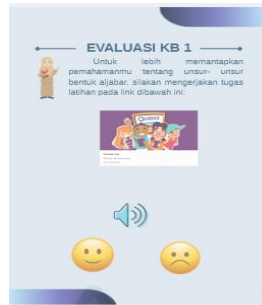 EVALUASI KB 1
Untuk lebih memantapkan
pemahamanmu tentang unsur- unsur
bentuk aljabar, silakan mengerjakan tugas
latihan pada link dibawah ini:
Quizizz